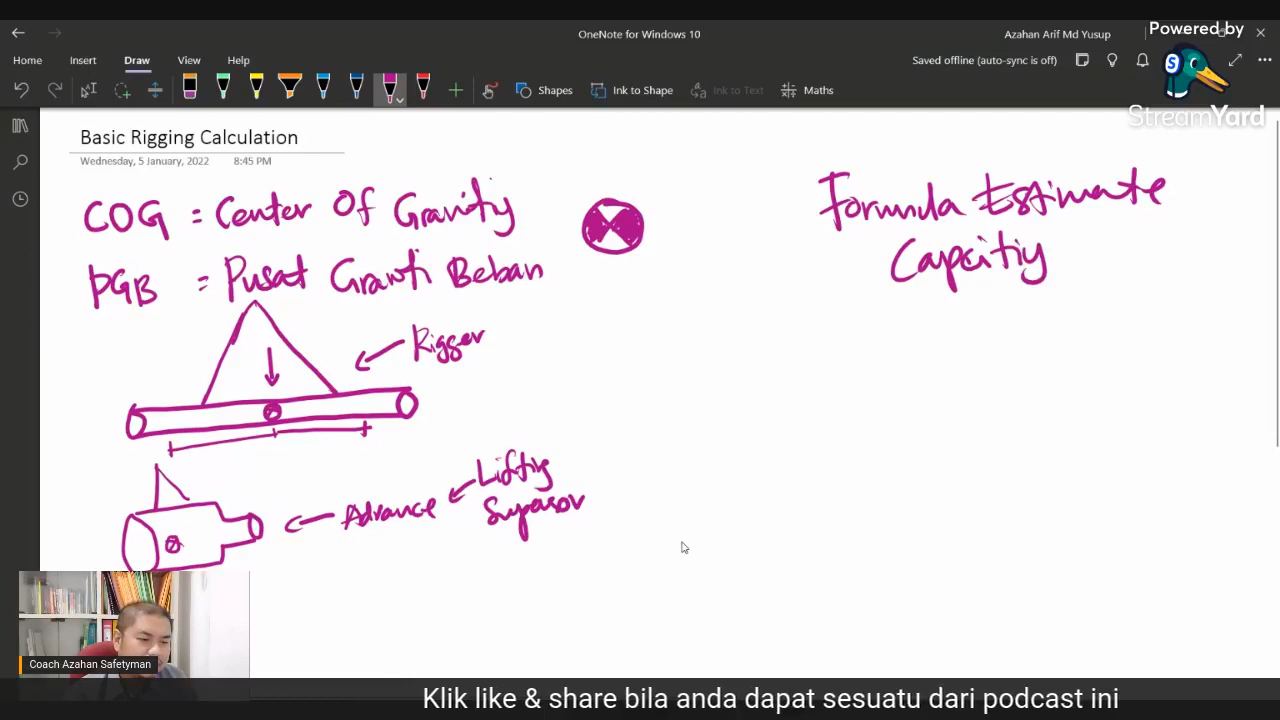 OneNote for Windows 10
Azahan Arif Md Yusup
Powered by
StreamYard
Home Insert Draw View Help
Saved offline (auto-sync is off)
Shapes Ink to Shape Ink to Text Maths
Basic Rigging Calculation
Wednesday, 5 January, 2022 8:45 PM
COG = Center Of Gravity
PGB = Pusat Graviti Beban
Formula Estimate
Capcitiy
Rigger
Advance
Lifting
Coach Azahan Safetyman
Klik like & share bila anda dapat sesuatu dari podcast ini